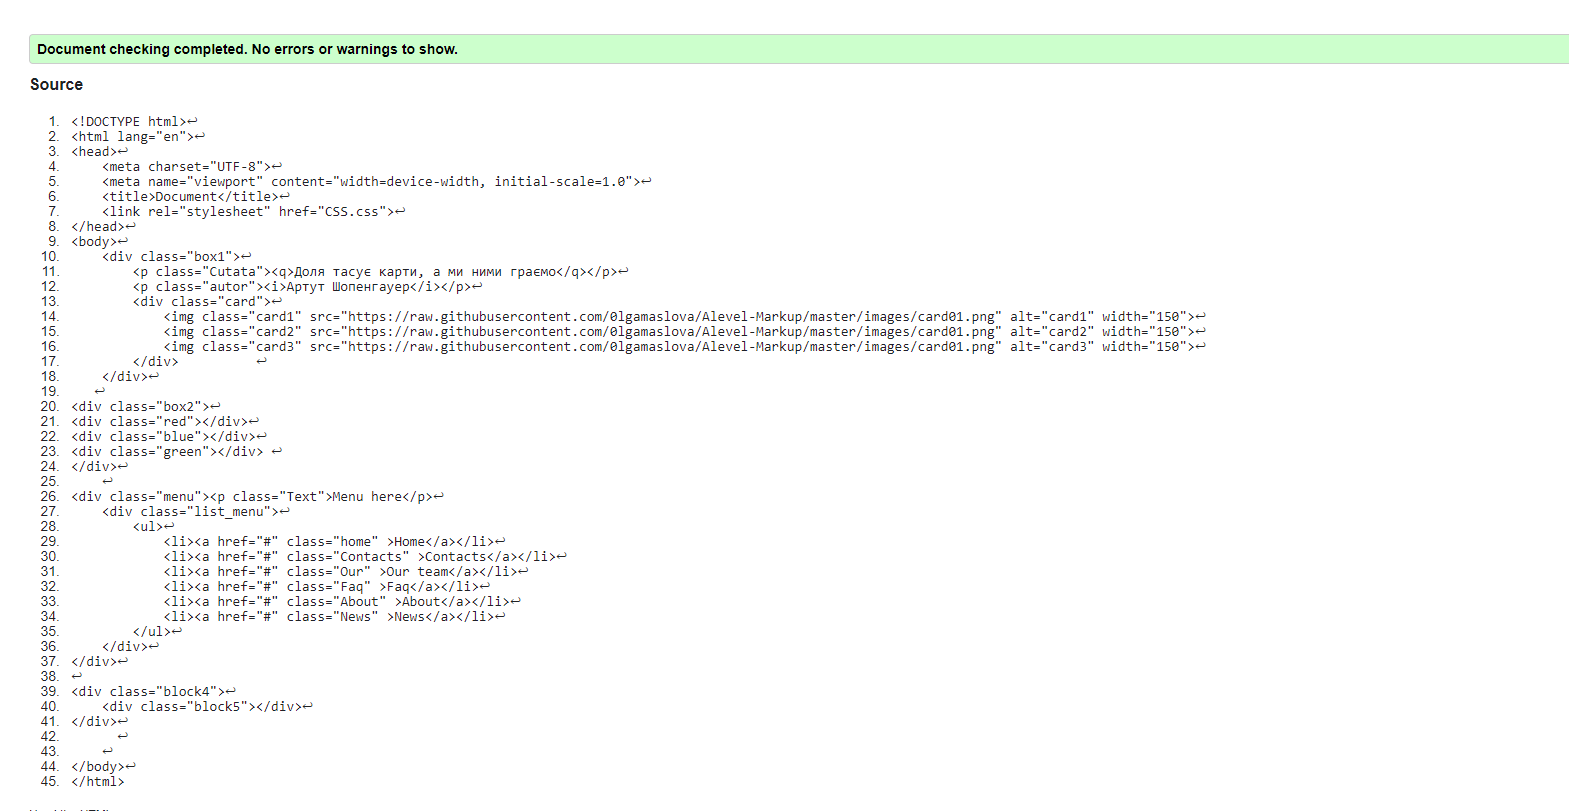 Document checking completed. No errors or warnings to show.
Source
1. <!DOCTYPE html>↩
2. <html lang="en">↩
3. <head>↩
4.     <meta charset="UTF-8">↩
5.     <meta name="viewport" content="width=device-width, initial-scale=1.0">↩
6.     <title>Document</title>↩
7.     <link rel="stylesheet" href="CSS.css">↩
8. </head>↩
9. <body>↩
10.     <div class="box1">↩
11.         <p class="Cutata"><q>Доля тасує карти, а ми ними граємо</q></p>↩
12.         <p class="autor"><i>Артут Шопенгауер</i></p>↩
13.         <div class="card">↩
14.             <img class="card1" src="https://raw.githubusercontent.com/0lgamaslova/Alevel-Markup/master/images/card01.png" alt="card1" width="150">↩
15.             <img class="card2" src="https://raw.githubusercontent.com/0lgamaslova/Alevel-Markup/master/images/card01.png" alt="card2" width="150">↩
16.             <img class="card3" src="https://raw.githubusercontent.com/0lgamaslova/Alevel-Markup/master/images/card01.png" alt="card3" width="150">↩
17.         </div>          ↩
18.     </div>↩
19.    ↩
20. <div class="box2">↩
21. <div class="red"></div>↩
22. <div class="blue"></div>↩
23. <div class="green"></div> ↩
24. </div>↩
25.     ↩
26. <div class="menu"><p class="Text">Menu here</p>↩
27.     <div class="list_menu">↩
28.         <ul>↩
29.             <li><a href="#" class="home" >Home</a></li>↩
30.             <li><a href="#" class="Contacts" >Contacts</a></li>↩
31.             <li><a href="#" class="Our" >Our team</a></li>↩
32.             <li><a href="#" class="Faq" >Faq</a></li>↩
33.             <li><a href="#" class="About" >About</a></li>↩
34.             <li><a href="#" class="News" >News</a></li>↩
35.         </ul>↩
36.     </div>↩
37. </div>↩
38. ↩
39. <div class="block4">↩
40.     <div class="block5"></div>↩
41. </div>↩
42.       ↩
43.     ↩
44. </body>↩
45. </html>